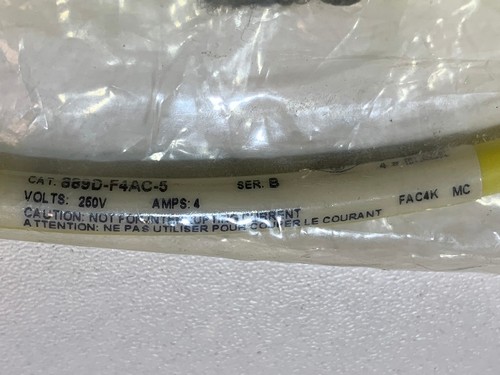 CAT. 889D-F4AC-5 SER. B
VOLTS: 250V AMPS: 4 FAC4K MC
CAUTION: NOT FOR INTERRUPTING CURRENT
ATTENTION: NE PAS UTILISER POUR COUPER LE COURANT